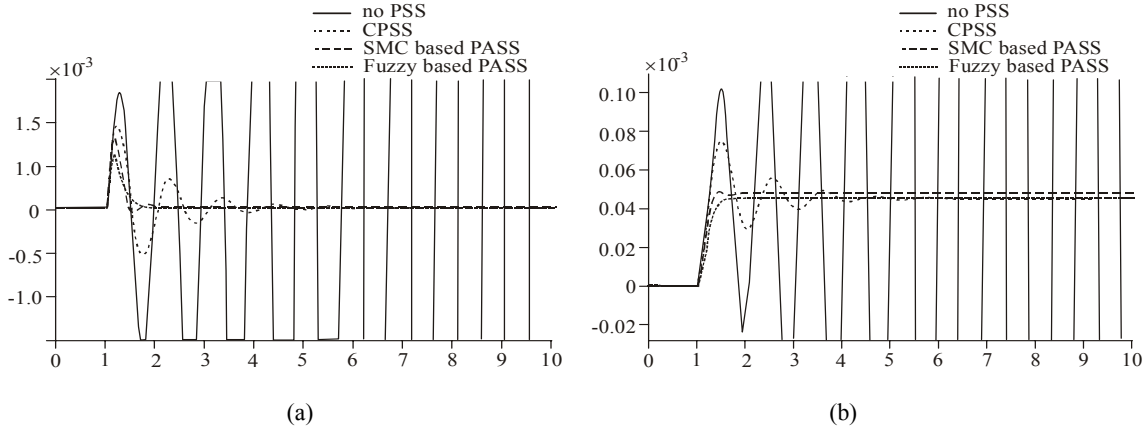 no PSS
CPSS
SMC based PASS
Fuzzy based PASS
×10⁻³
1.5
1.0
0
-0.5
-1.0
0 1 2 3 4 5 6 7 8 9 10
(a)
no PSS
CPSS
SMC based PASS
Fuzzy based PASS
×10⁻³
0.10
0.08
0.06
0.04
0.02
0
-0.02
0 1 2 3 4 5 6 7 8 9 10
(b)